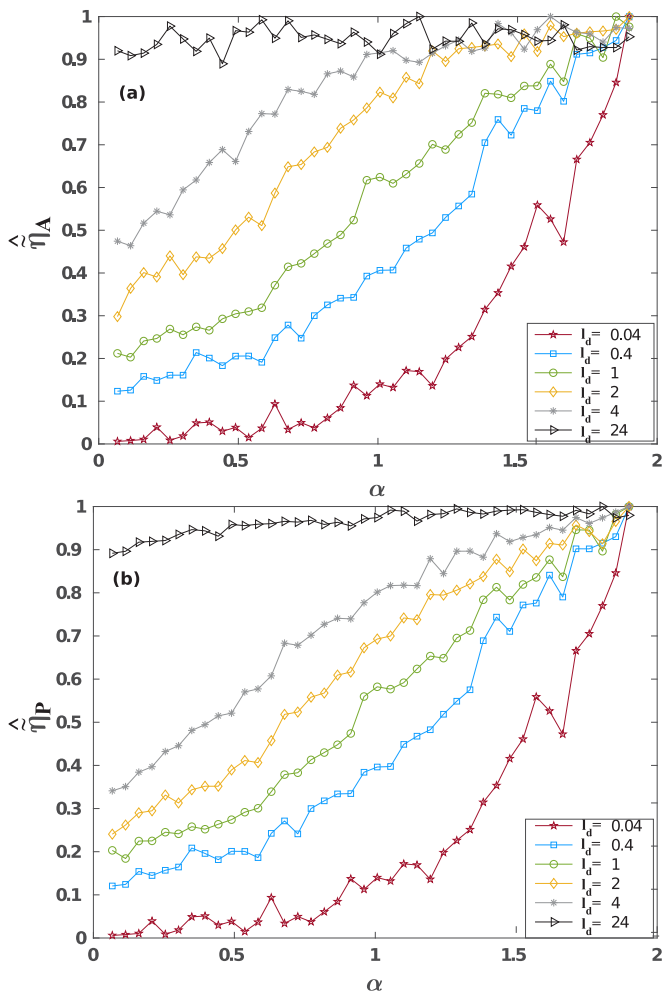 1
0.9
0.8
0.7
0.6
0.5
0.4
0.3
0.2
0.1
0
(a)
η̂̃_A
l_d= 0.04
l_d= 0.4
l_d= 1
l_d= 2
l_d= 4
l_d= 24
0 0.5 1 1.5 2
α
1
0.9
0.8
0.7
0.6
0.5
0.4
0.3
0.2
0.1
0
(b)
η̂̃_P
l_d= 0.04
l_d= 0.4
l_d= 1
l_d= 2
l_d= 4
l_d= 24
0 0.5 1 1.5 2
α